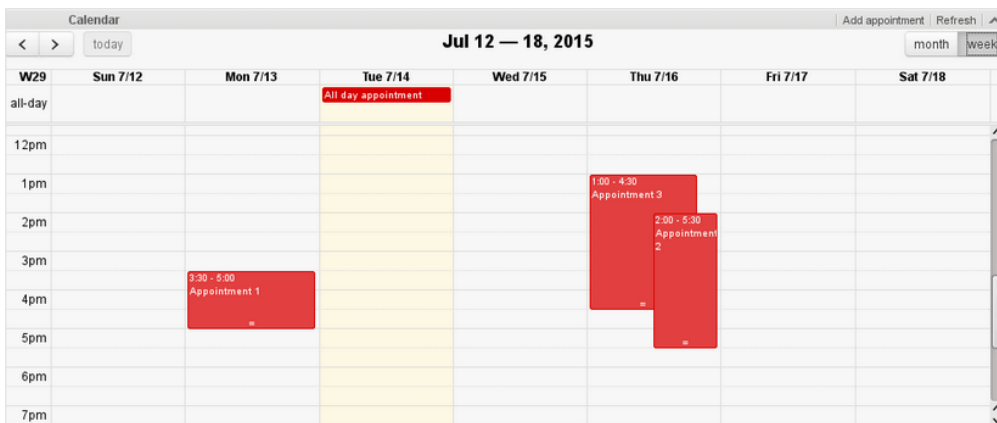 Calendar
Add appointment
Refresh
today
Jul 12 — 18, 2015
month
week
W29
Sun 7/12
Mon 7/13
Tue 7/14
Wed 7/15
Thu 7/16
Fri 7/17
Sat 7/18
all-day
All day appointment
12pm
1pm
2pm
3pm
4pm
5pm
6pm
7pm
3:30 - 5:00
Appointment 1
1:00 - 4:30
Appointment 3
2:00 - 5:30
Appointment
2